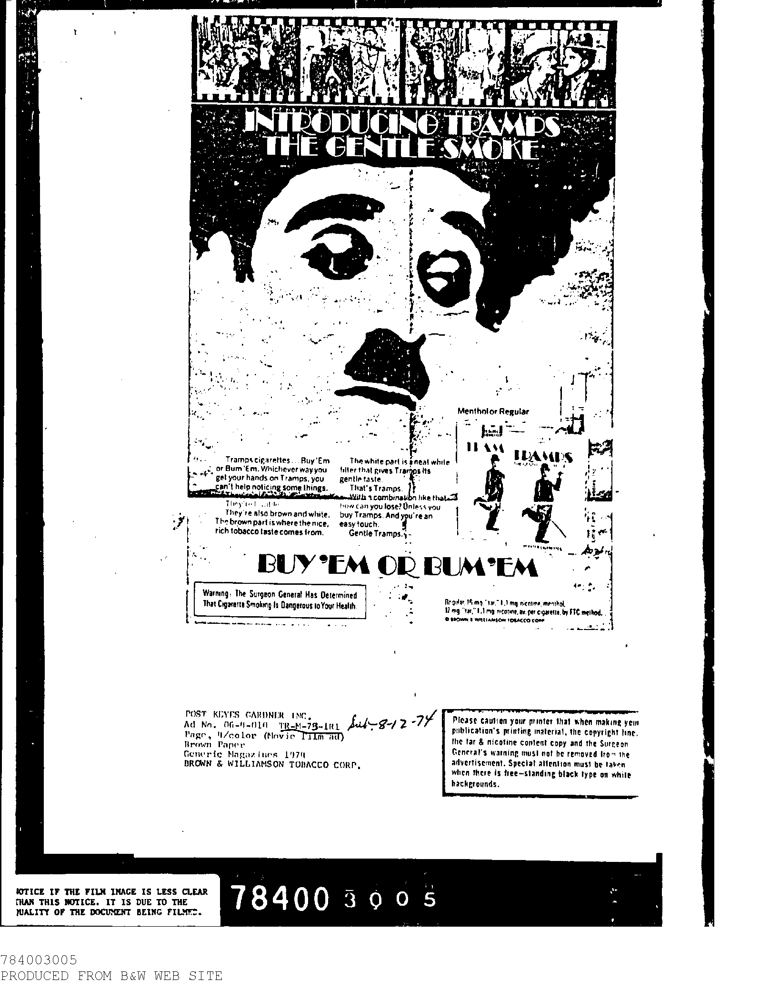 INTRODUCING TRAMPS
THE GENTLE SMOKE
Menthol or Regular
TRAMPS
Tramps cigarettes... Buy 'Em
or Bum 'Em. Whichever way you
get your hands on Tramps, you
can't help noticing some things.
They're also brown and white.
The brown part is where the nice,
rich tobacco taste comes from.
The white part is a neat white
filter that gives Tramps its
gentle taste
That's Tramps.
With a combination like that
how can you lose? Unless you
buy Tramps. And you're an
easy touch.
Gentle Tramps.
BUY 'EM OR BUM 'EM
Warning: The Surgeon General Has Determined
That Cigarette Smoking Is Dangerous to Your Health.
Regular, 15 mg. "tar," 1.3 mg nicotine, menthol,
12 mg. "tar," 1.1 mg nicotine, av. per cigarette, by FTC method.
© BROWN & WILLIAMSON TOBACCO CORP
POST KEYES GARDNER INC.
Ad No. TR-M-73-101 Sub-8-12-74
Page, 4/color (Movie Film ad)
Brown Paper
Generic Magazines 1974
BROWN & WILLIAMSON TOBACCO CORP.
Please caution your printer that when making your
publication's printing material, the copyright line,
the tar & nicotine content copy and the Surgeon
General's warning must not be removed from the
advertisement. Special attention must be taken
when there is free-standing black type on white
backgrounds.
NOTICE IF THE FILM IMAGE IS LESS CLEAR
THAN THIS NOTICE. IT IS DUE TO THE
QUALITY OF THE DOCUMENT BEING FILMED.
78400 3005
784003005
PRODUCED FROM B&W WEB SITE